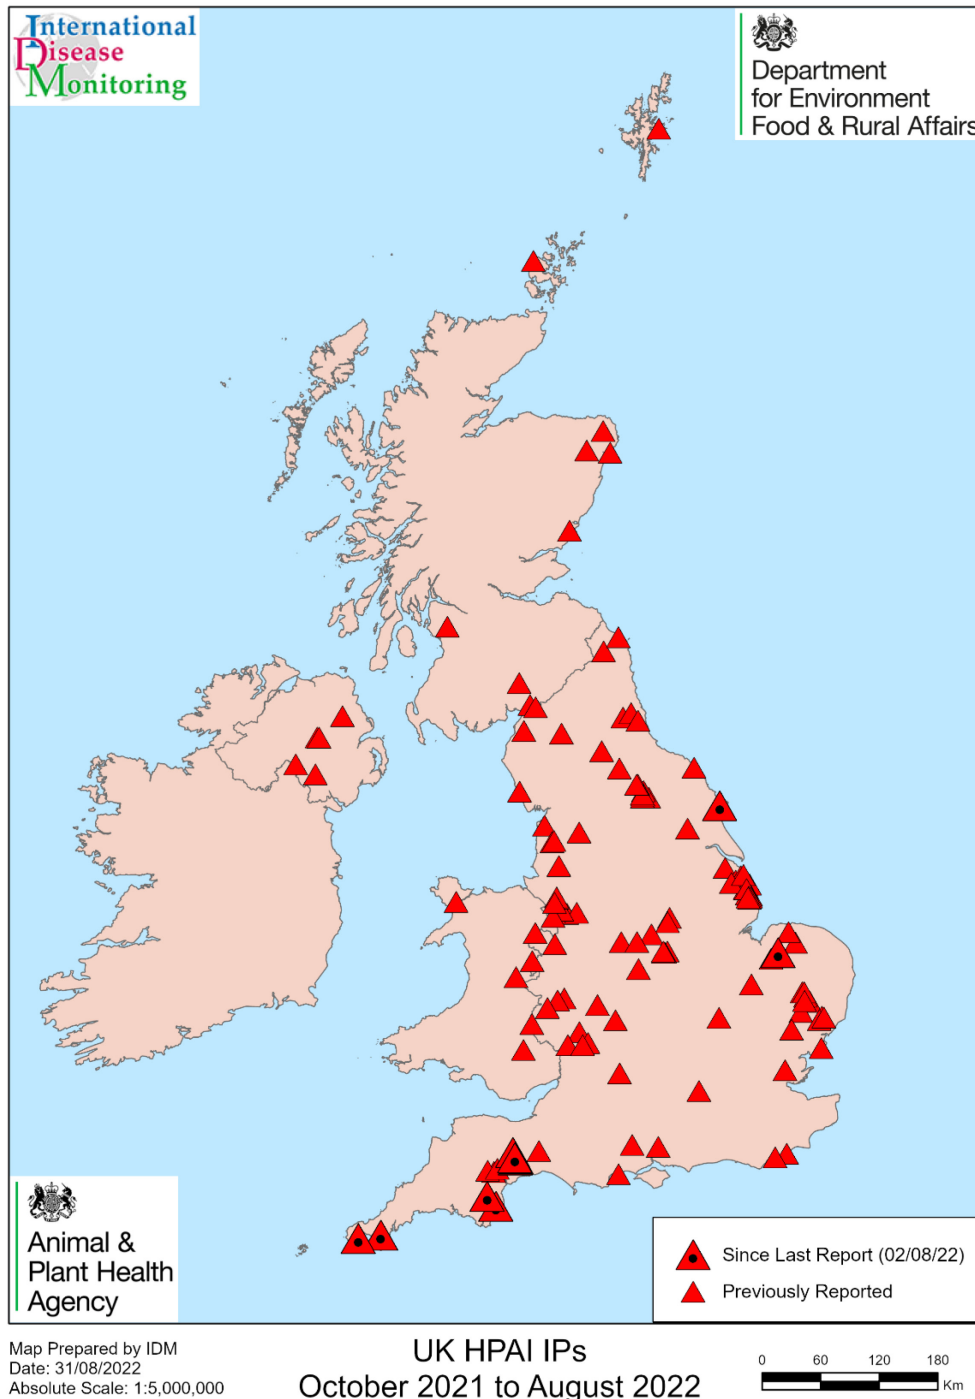 International
Disease
Monitoring
Department
for Environment
Food & Rural Affairs
Animal &
Plant Health
Agency
Since Last Report (02/08/22)
Previously Reported
Map Prepared by IDM
Date: 31/08/2022
Absolute Scale: 1:5,000,000
UK HPAI IPs
October 2021 to August 2022
0 60 120 180
Km